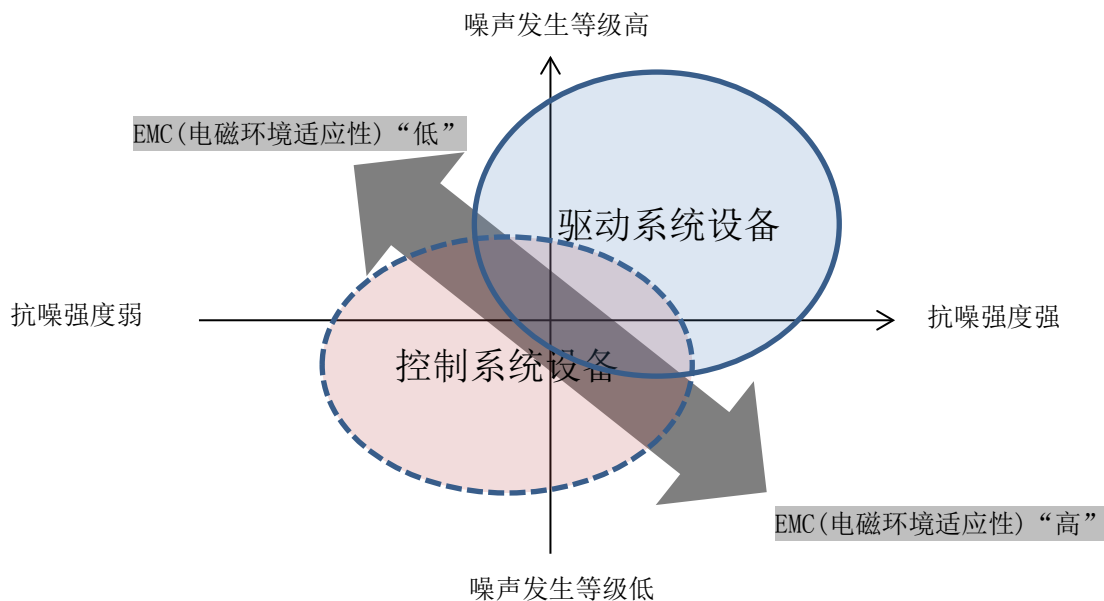 噪声发生等级高
EMC(电磁环境适应性)“低”
驱动系统设备
抗噪强度弱
抗噪强度强
控制系统设备
EMC(电磁环境适应性)“高”
噪声发生等级低